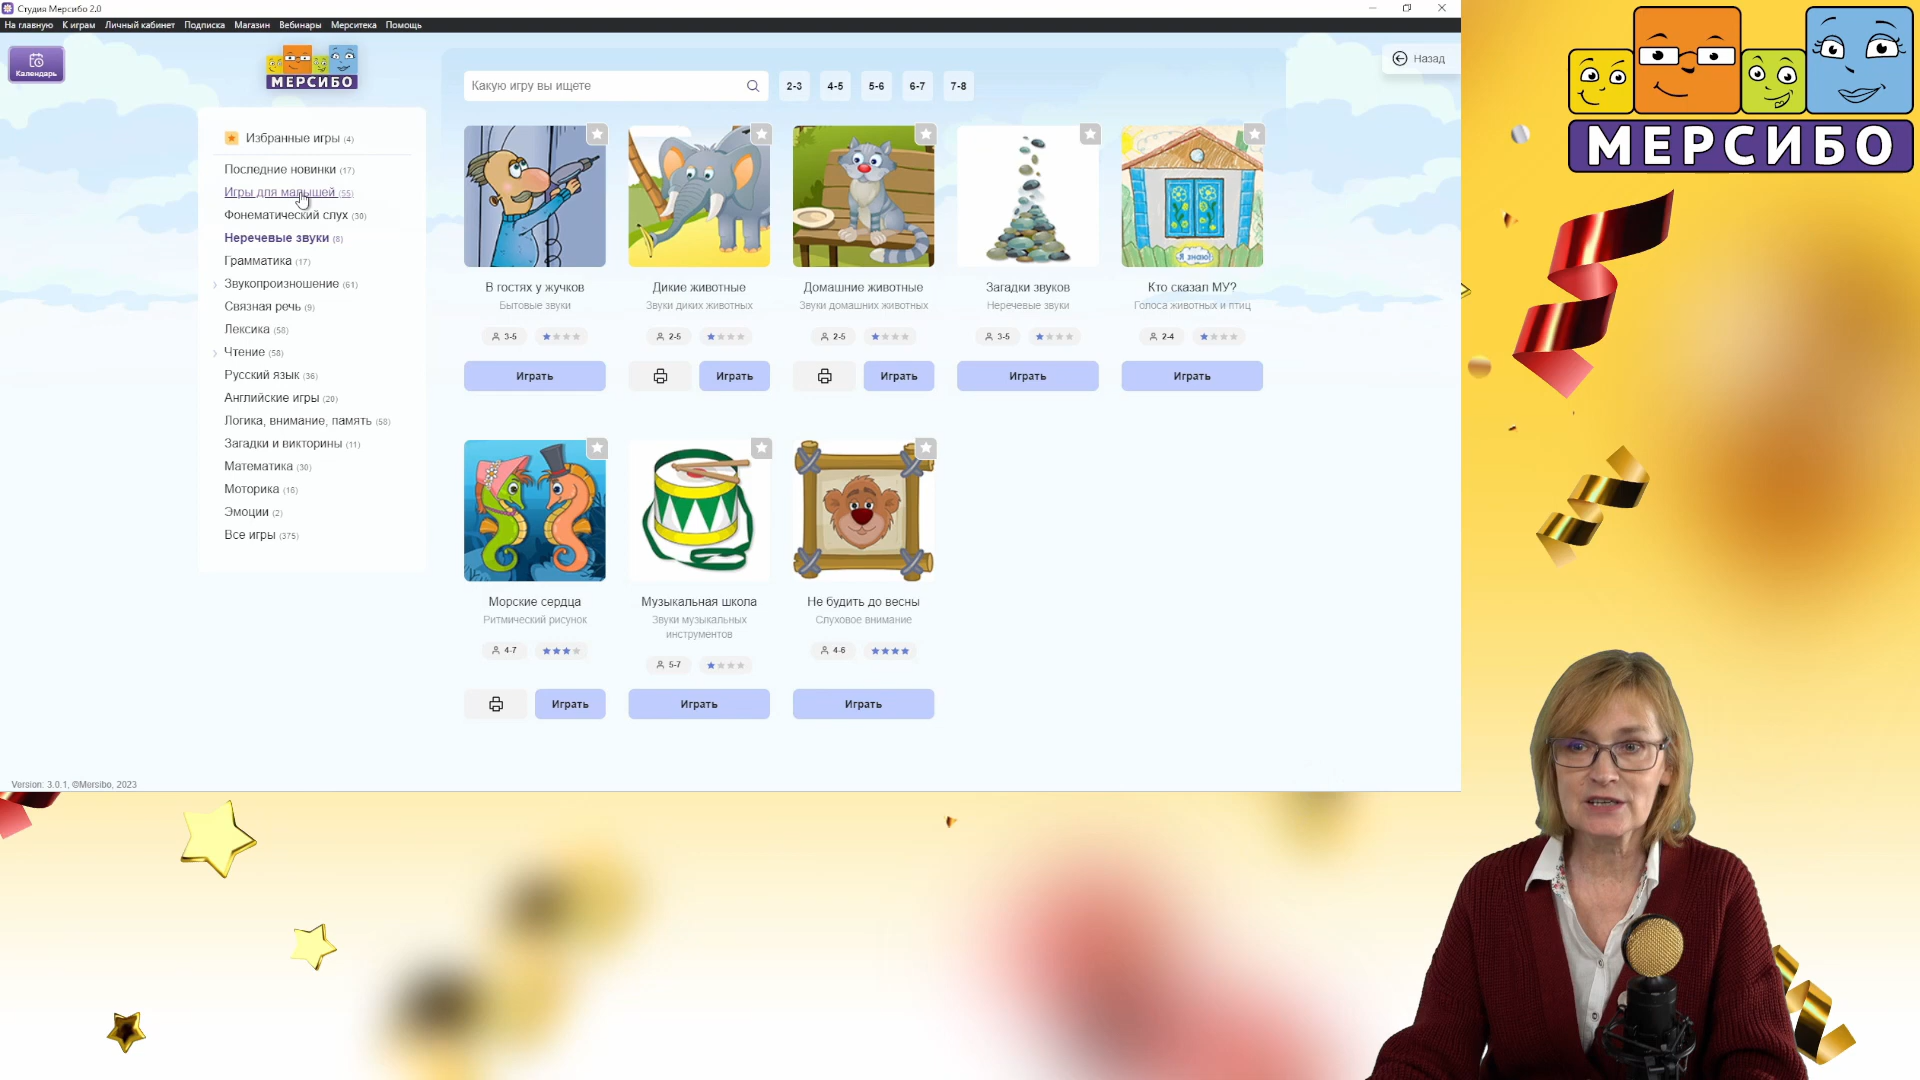 Студия Мерсибо 2.0
На главную К играм Личный кабинет Подписка Магазин Вебинары Мерситека Помощь
Календарь
МЕРСИБО
Назад
Какую игру вы ищете
2-3 4-5 5-6 6-7 7-8
Избранные игры (4)
Последние новинки (17)
Игры для малышей (55)
Фонематический слух (30)
Неречевые звуки (8)
Грамматика (17)
Звукопроизношение (61)
Связная речь (9)
Лексика (58)
Чтение (58)
Русский язык (36)
Английские игры (20)
Логика, внимание, память (58)
Загадки и викторины (11)
Математика (30)
Моторика (16)
Эмоции (2)
Все игры (375)
Я знаю!
В гостях у жучков
Бытовые звуки
3-5
Играть
Дикие животные
Звуки диких животных
2-5
Играть
Домашние животные
Звуки домашних животных
2-5
Играть
Загадки звуков
Неречевые звуки
3-5
Играть
Кто сказал МУ?
Голоса животных и птиц
2-4
Играть
Морские сердца
Ритмический рисунок
4-7
Играть
Музыкальная школа
Звуки музыкальных
инструментов
5-7
Играть
Не будить до весны
Слуховое внимание
4-6
Играть
Version: 3.0.1, ©Mersibo, 2023
МЕРСИБО